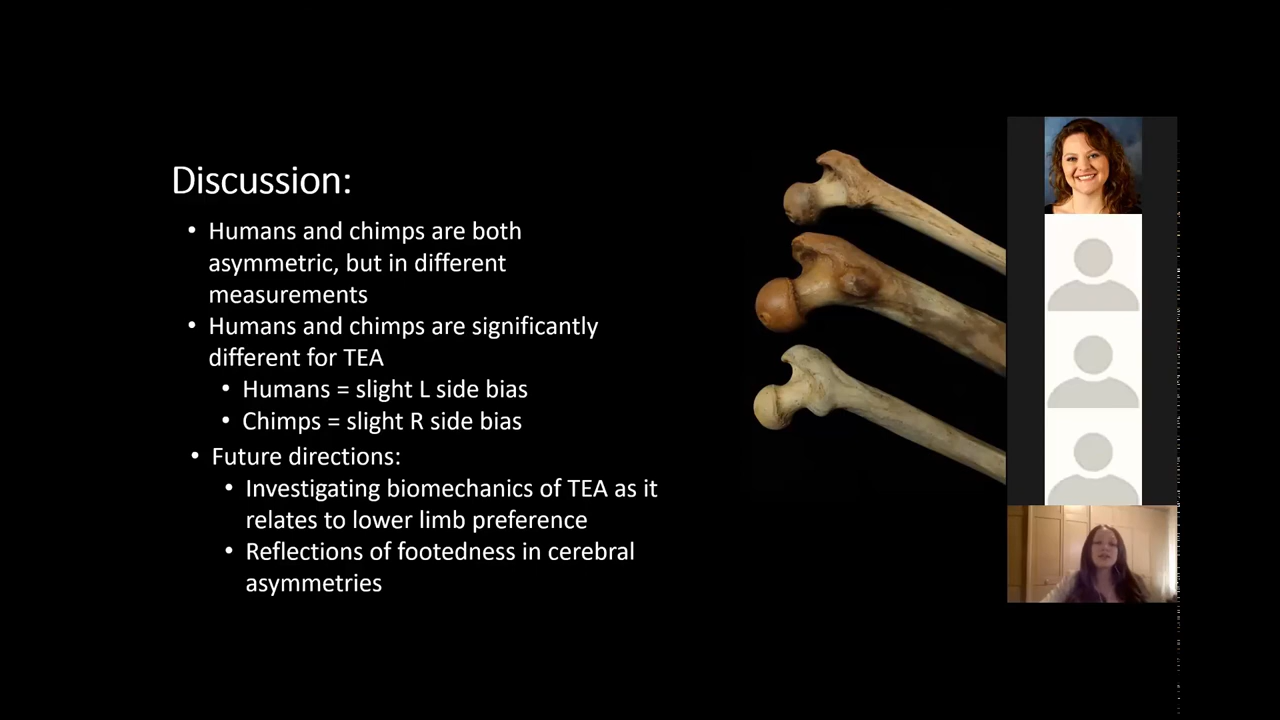 Discussion:
• Humans and chimps are both
asymmetric, but in different
measurements
• Humans and chimps are significantly
different for TEA
• Humans = slight L side bias
• Chimps = slight R side bias
• Future directions:
• Investigating biomechanics of TEA as it
relates to lower limb preference
• Reflections of footedness in cerebral
asymmetries